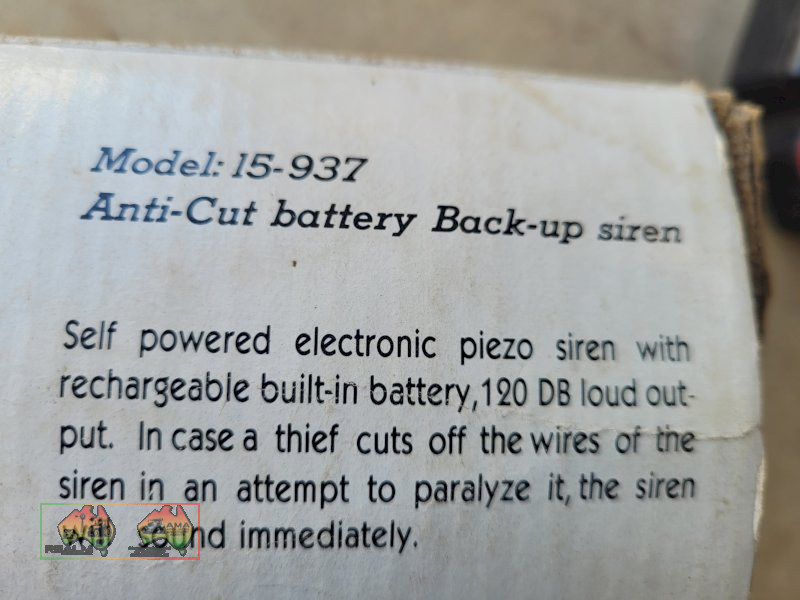 Model: 15-937
Anti-Cut battery Back-up siren
Self powered electronic piezo siren with
rechargeable built-in battery, 120 DB loud out-
put. In case a thief cuts off the wires of the
siren in an attempt to paralyze it, the siren
will sound immediately.